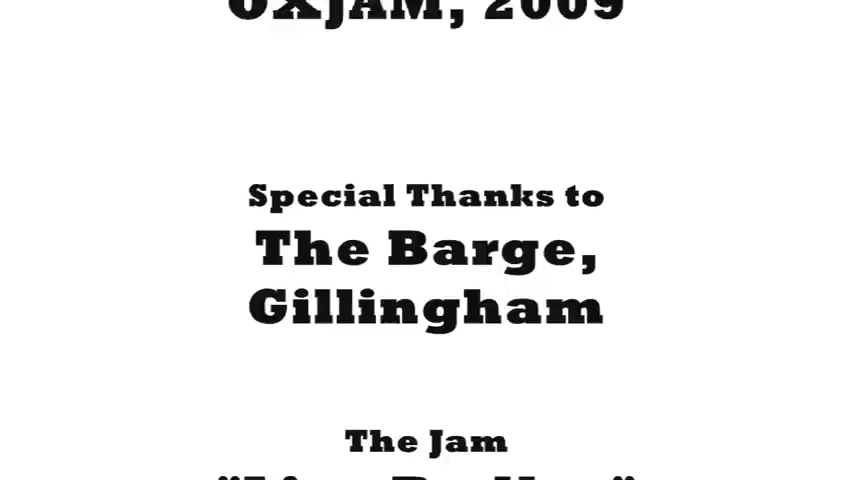 OXJAM, 2009
Special Thanks to
The Barge,
Gillingham
The Jam